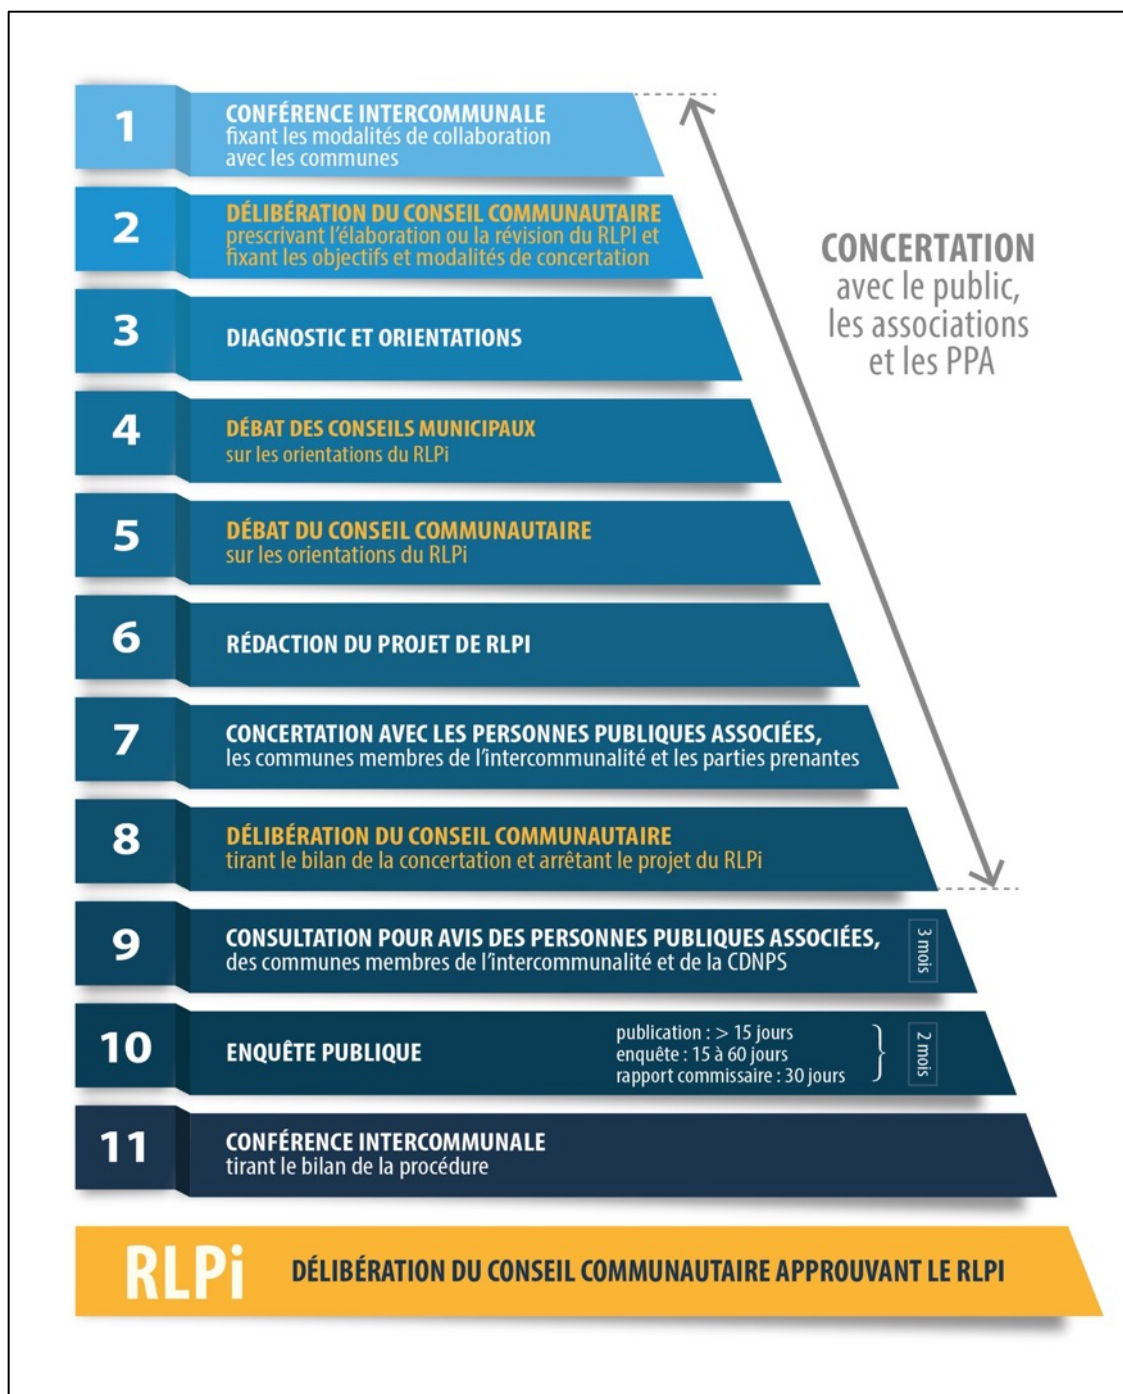 1
CONFÉRENCE INTERCOMMUNALE
fixant les modalités de collaboration
avec les communes
2
DÉLIBÉRATION DU CONSEIL COMMUNAUTAIRE
prescrivant l'élaboration ou la révision du RLPI et
fixant les objectifs et modalités de concertation
CONCERTATION
avec le public,
les associations
et les PPA
3
DIAGNOSTIC ET ORIENTATIONS
4
DÉBAT DES CONSEILS MUNICIPAUX
sur les orientations du RLPi
5
DÉBAT DU CONSEIL COMMUNAUTAIRE
sur les orientations du RLPi
6
RÉDACTION DU PROJET DE RLPI
7
CONCERTATION AVEC LES PERSONNES PUBLIQUES ASSOCIÉES,
les communes membres de l'intercommunalité et les parties prenantes
8
DÉLIBÉRATION DU CONSEIL COMMUNAUTAIRE
tirant le bilan de la concertation et arrêtant le projet du RLPi
9
CONSULTATION POUR AVIS DES PERSONNES PUBLIQUES ASSOCIÉES,
des communes membres de l'intercommunalité et de la CDNPS
3 mois
10
ENQUÊTE PUBLIQUE
publication : > 15 jours
enquête : 15 à 60 jours
rapport commissaire : 30 jours
2 mois
11
CONFÉRENCE INTERCOMMUNALE
tirant le bilan de la procédure
RLPi DÉLIBÉRATION DU CONSEIL COMMUNAUTAIRE APPROUVANT LE RLPI